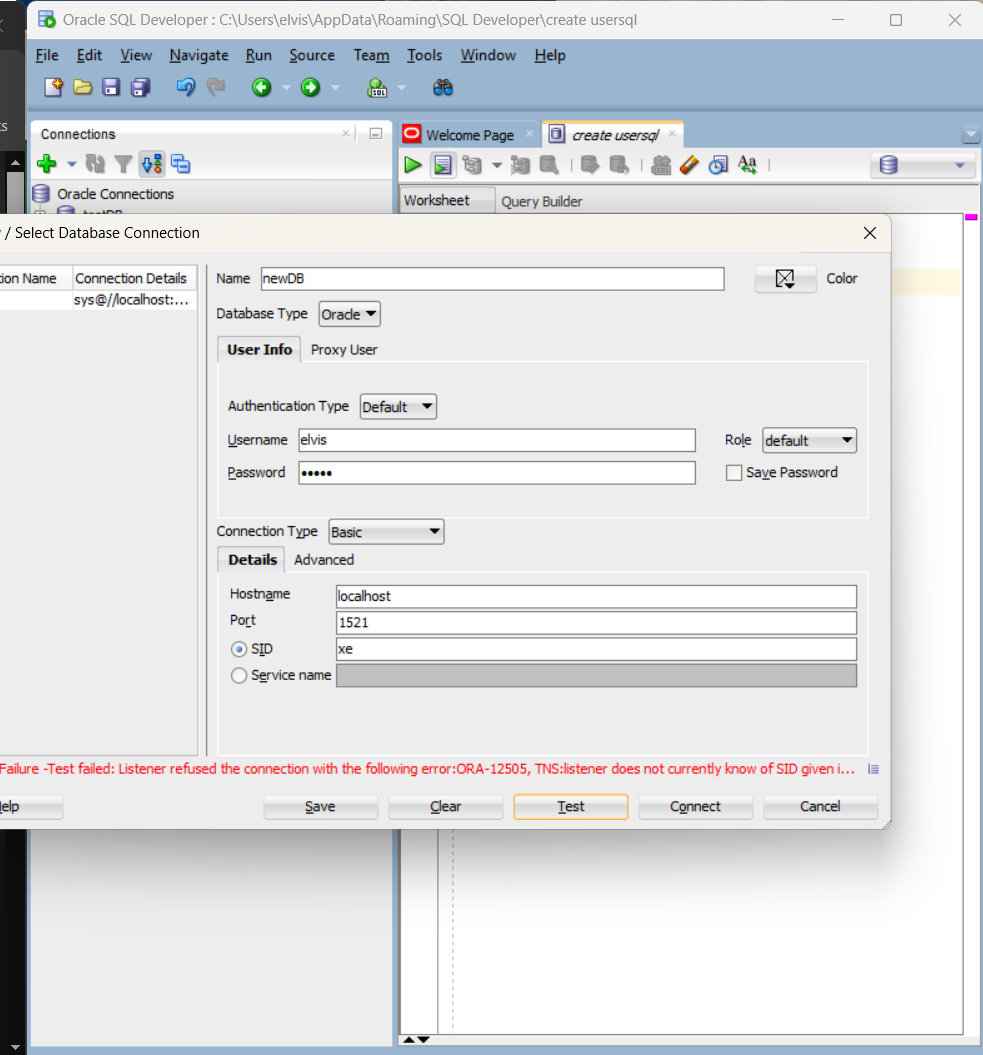 Oracle SQL Developer : C:\Users\elvis\AppData\Roaming\SQL Developer\create usersql
File Edit View Navigate Run Source Team Tools Window Help
SQL
Connections
Welcome Page
create usersql
Aa
Oracle Connections
Worksheet
Query Builder
/ Select Database Connection
Connection Details
Name newDB
Color
sys@//localhost:...
Database Type Oracle
User Info Proxy User
Authentication Type Default
Username elvis
Role default
Password •••••
Save Password
Connection Type Basic
Details Advanced
Hostname localhost
Port 1521
SID xe
Service name
Failure -Test failed: Listener refused the connection with the following error:ORA-12505, TNS:listener does not currently know of SID given i...
Save Clear Test Connect Cancel